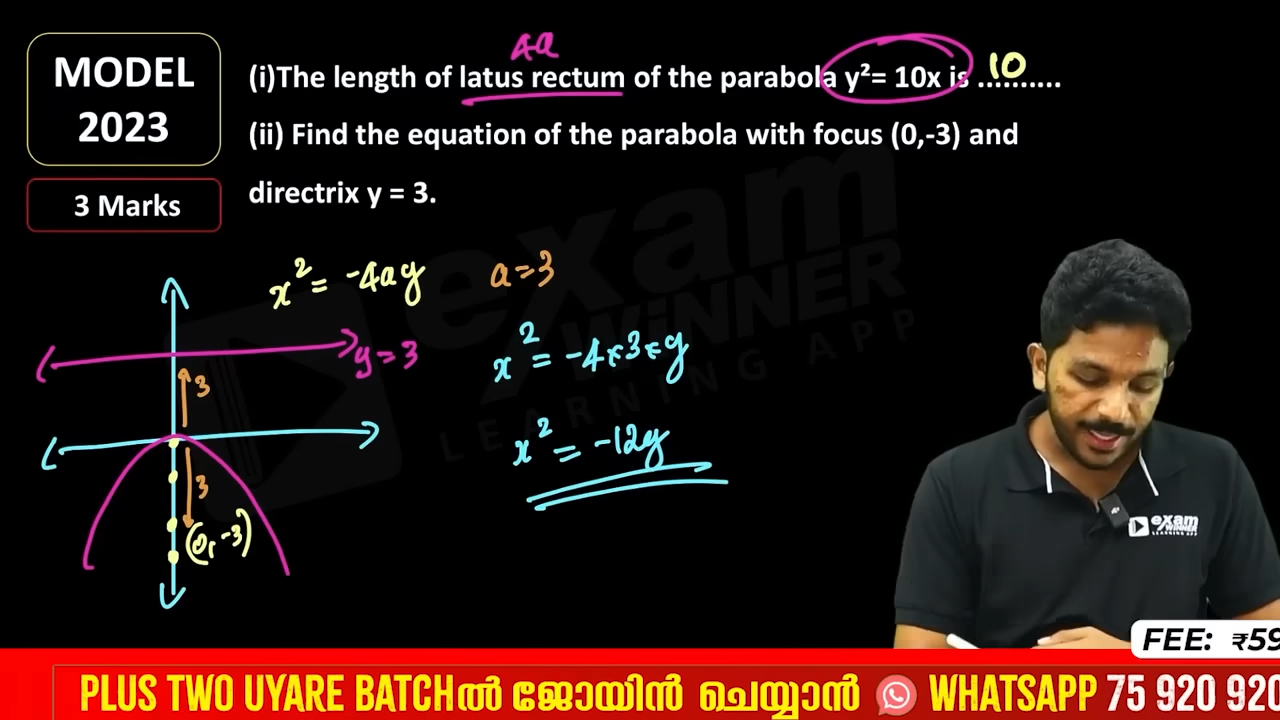 MODEL
2023
3 Marks
4a
(i)The length of latus rectum of the parabola y²= 10x is .......... 10
(ii) Find the equation of the parabola with focus (0,-3) and
directrix y = 3.
x² = -4ay a=3
y=3
x² = -4×3×y
3
x² = -12y
3
(0, -3)
exam
WiNNER
LEARNING APP
exam
WINNER
LEARNING APP
FEE: ₹59
PLUS TWO UYARE BATCHൽ ജോയിൻ ചെയ്യാൻ WHATSAPP 75 920 920